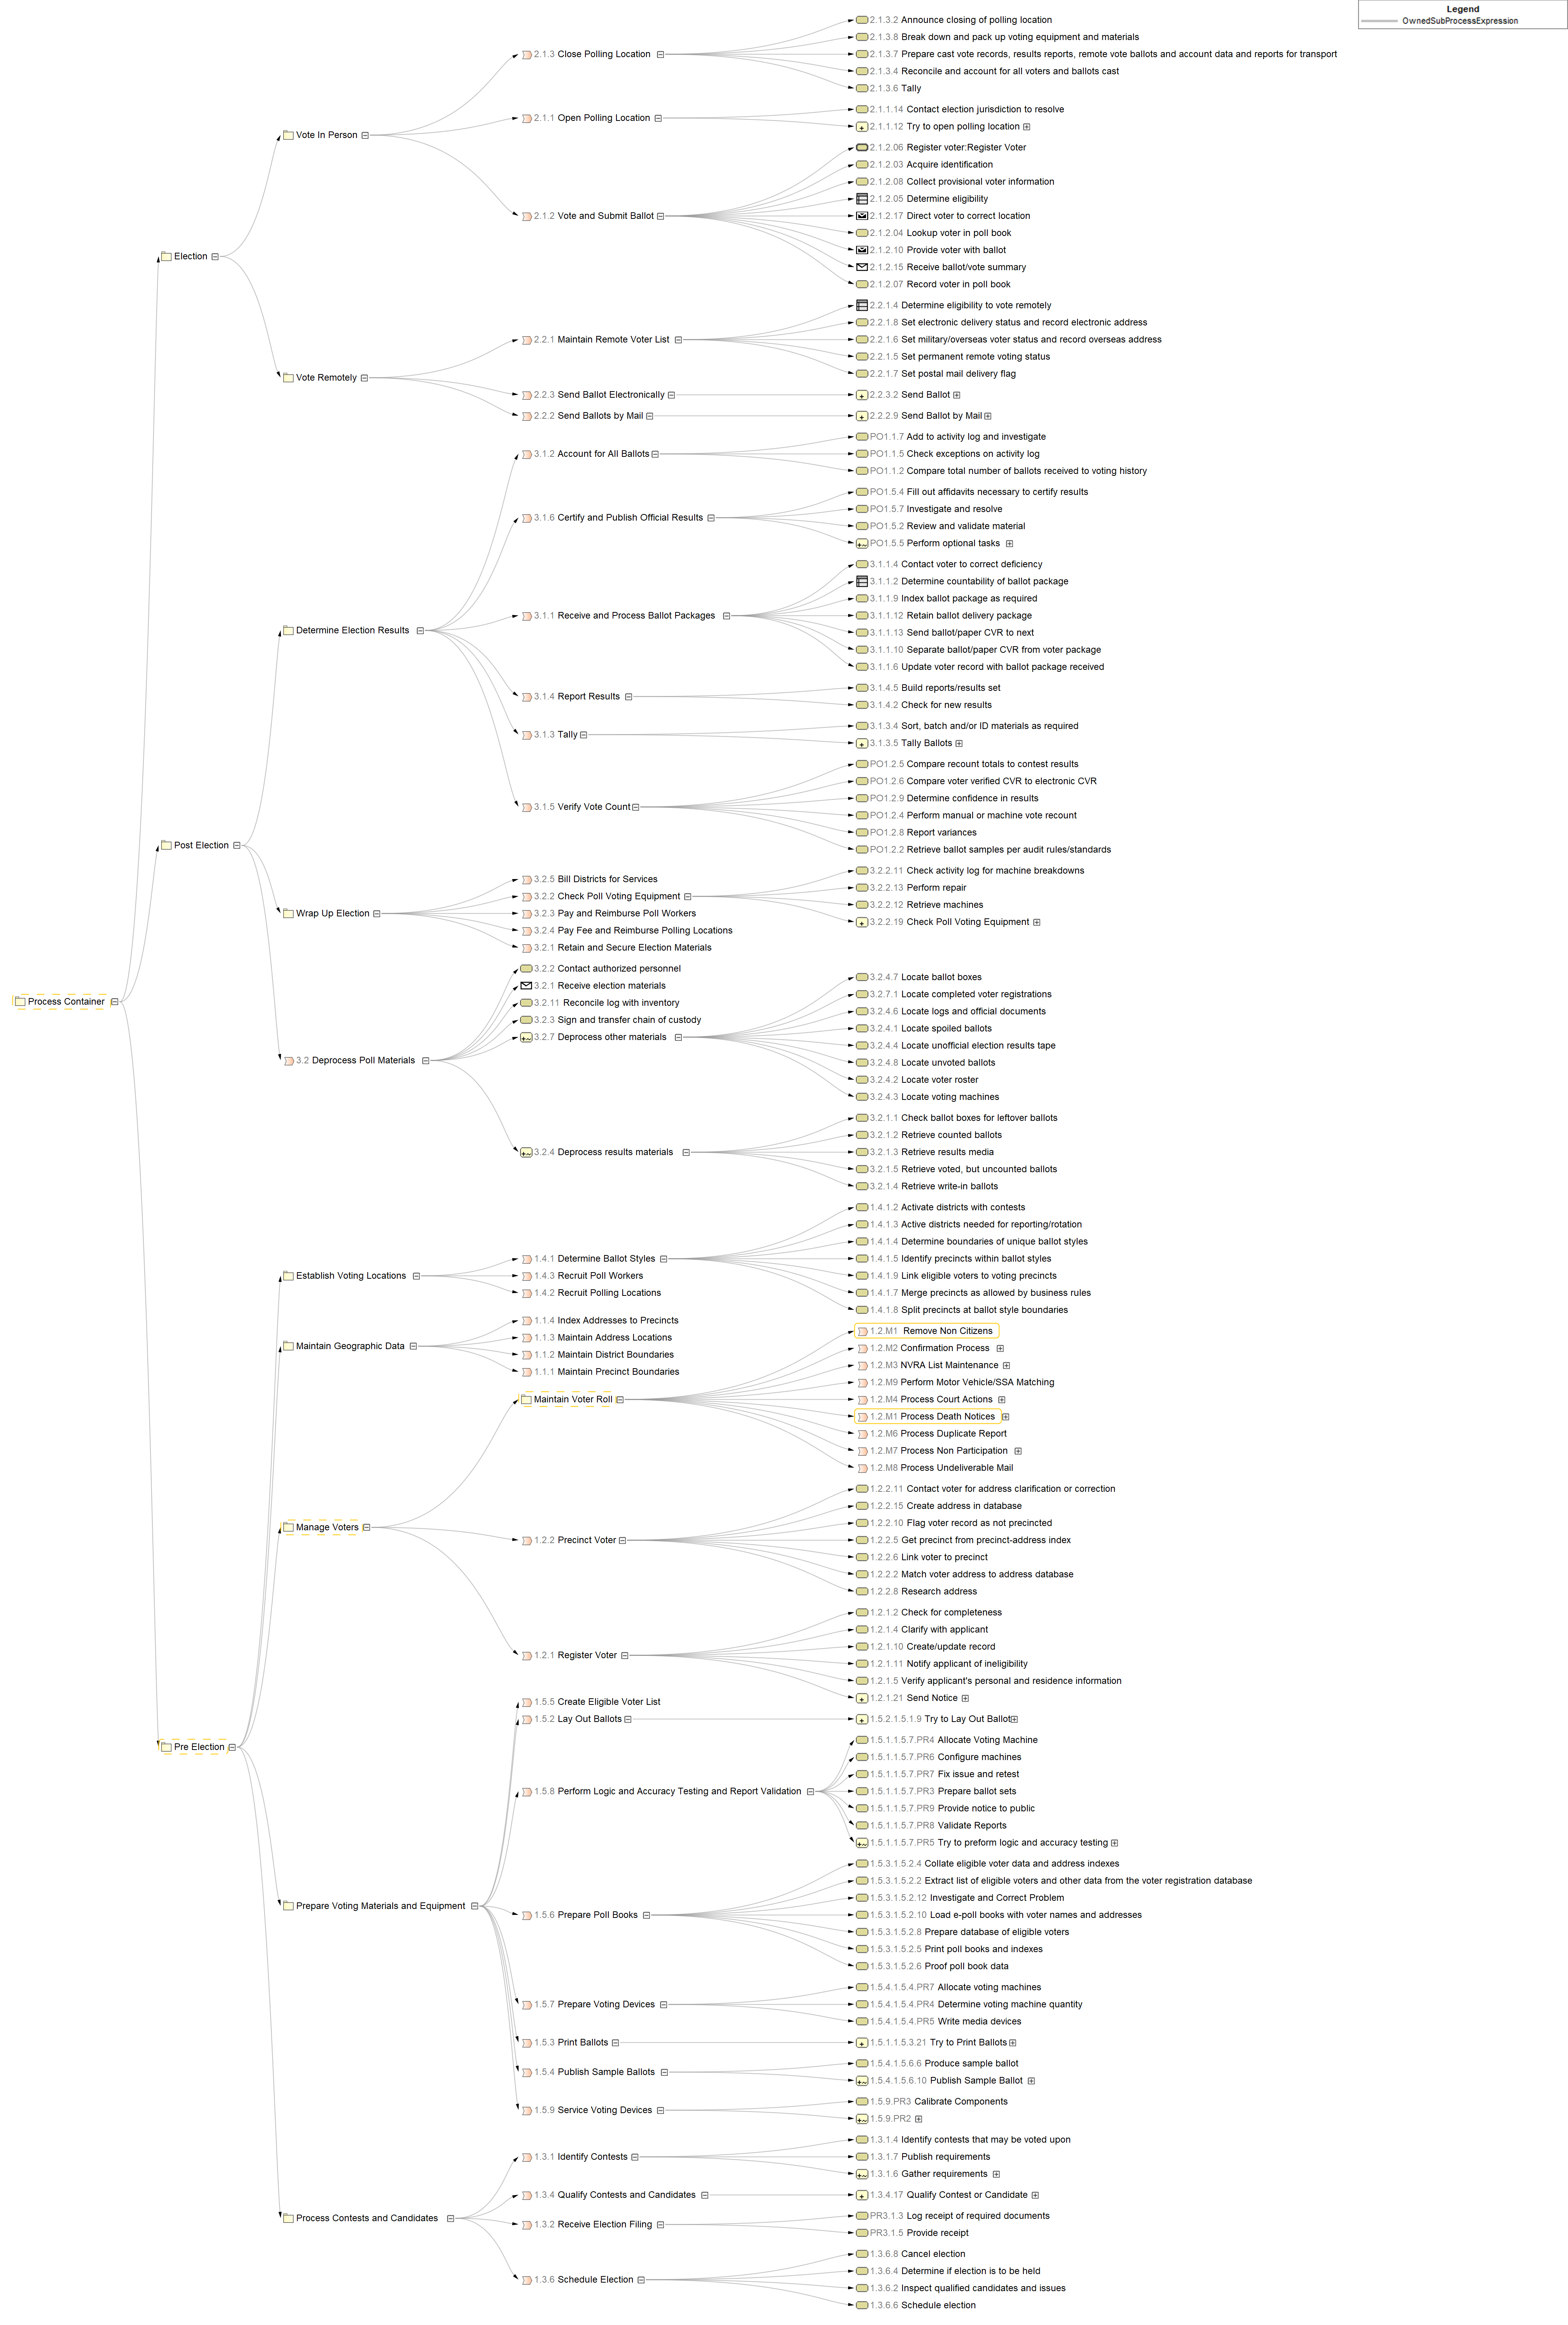 Legend
OwnedSubProcessExpression
2.1.3.2 Announce closing of polling location
2.1.3.8 Break down and pack up voting equipment and materials
2.1.3 Close Polling Location
2.1.3.7 Prepare cast vote records, results reports, remote vote ballots and account data and reports for transport
2.1.3.4 Reconcile and account for all voters and ballots cast
2.1.3.6 Tally
2.1.1.14 Contact election jurisdiction to resolve
2.1.1 Open Polling Location
2.1.1.12 Try to open polling location
Vote In Person
2.1.2.06 Register voter:Register Voter
2.1.2.03 Acquire identification
2.1.2.08 Collect provisional voter information
2.1.2.05 Determine eligibility
2.1.2 Vote and Submit Ballot
2.1.2.17 Direct voter to correct location
2.1.2.04 Lookup voter in poll book
2.1.2.10 Provide voter with ballot
Election
2.1.2.15 Receive ballot/vote summary
2.1.2.07 Record voter in poll book
2.2.1.4 Determine eligibility to vote remotely
2.2.1.8 Set electronic delivery status and record electronic address
2.2.1 Maintain Remote Voter List
2.2.1.6 Set military/overseas voter status and record overseas address
2.2.1.5 Set permanent remote voting status
2.2.1.7 Set postal mail delivery flag
Vote Remotely
2.2.3 Send Ballot Electronically
2.2.3.2 Send Ballot
2.2.2 Send Ballots by Mail
2.2.2.9 Send Ballot by Mail
PO1.1.7 Add to activity log and investigate
3.1.2 Account for All Ballots
PO1.1.5 Check exceptions on activity log
PO1.1.2 Compare total number of ballots received to voting history
PO1.5.4 Fill out affidavits necessary to certify results
PO1.5.7 Investigate and resolve
3.1.6 Certify and Publish Official Results
PO1.5.2 Review and validate material
PO1.5.5 Perform optional tasks
3.1.1.4 Contact voter to correct deficiency
3.1.1.2 Determine countability of ballot package
3.1.1.9 Index ballot package as required
3.1.1 Receive and Process Ballot Packages
3.1.1.12 Retain ballot delivery package
Determine Election Results
3.1.1.13 Send ballot/paper CVR to next
3.1.1.10 Separate ballot/paper CVR from voter package
3.1.1.6 Update voter record with ballot package received
3.1.4.5 Build reports/results set
3.1.4 Report Results
3.1.4.2 Check for new results
3.1.3.4 Sort, batch and/or ID materials as required
3.1.3 Tally
3.1.3.5 Tally Ballots
PO1.2.5 Compare recount totals to contest results
PO1.2.6 Compare voter verified CVR to electronic CVR
PO1.2.9 Determine confidence in results
3.1.5 Verify Vote Count
PO1.2.4 Perform manual or machine vote recount
PO1.2.8 Report variances
Post Election
PO1.2.2 Retrieve ballot samples per audit rules/standards
3.2.2.11 Check activity log for machine breakdowns
3.2.5 Bill Districts for Services
3.2.2.13 Perform repair
3.2.2 Check Poll Voting Equipment
3.2.2.12 Retrieve machines
Wrap Up Election
3.2.3 Pay and Reimburse Poll Workers
3.2.2.19 Check Poll Voting Equipment
3.2.4 Pay Fee and Reimburse Polling Locations
3.2.1 Retain and Secure Election Materials
3.2.2 Contact authorized personnel
3.2.4.7 Locate ballot boxes
3.2.1 Receive election materials
3.2.7.1 Locate completed voter registrations
Process Container
3.2.11 Reconcile log with inventory
3.2.4.6 Locate logs and official documents
3.2.3 Sign and transfer chain of custody
3.2.4.1 Locate spoiled ballots
3.2.7 Deprocess other materials
3.2.4.4 Locate unofficial election results tape
3.2 Deprocess Poll Materials
3.2.4.8 Locate unvoted ballots
3.2.4.2 Locate voter roster
3.2.4.3 Locate voting machines
3.2.1.1 Check ballot boxes for leftover ballots
3.2.1.2 Retrieve counted ballots
3.2.4 Deprocess results materials
3.2.1.3 Retrieve results media
3.2.1.5 Retrieve voted, but uncounted ballots
3.2.1.4 Retrieve write-in ballots
1.4.1.2 Activate districts with contests
1.4.1.3 Active districts needed for reporting/rotation
1.4.1.4 Determine boundaries of unique ballot styles
1.4.1 Determine Ballot Styles
1.4.1.5 Identify precincts within ballot styles
Establish Voting Locations
1.4.3 Recruit Poll Workers
1.4.1.9 Link eligible voters to voting precincts
1.4.2 Recruit Polling Locations
1.4.1.7 Merge precincts as allowed by business rules
1.4.1.8 Split precincts at ballot style boundaries
1.1.4 Index Addresses to Precincts
1.2.M1 Remove Non Citizens
1.1.3 Maintain Address Locations
Maintain Geographic Data
1.2.M2 Confirmation Process
1.1.2 Maintain District Boundaries
1.2.M3 NVRA List Maintenance
1.1.1 Maintain Precinct Boundaries
1.2.M9 Perform Motor Vehicle/SSA Matching
Maintain Voter Roll
1.2.M4 Process Court Actions
1.2.M1 Process Death Notices
1.2.M6 Process Duplicate Report
1.2.M7 Process Non Participation
1.2.M8 Process Undeliverable Mail
1.2.2.11 Contact voter for address clarification or correction
1.2.2.15 Create address in database
Manage Voters
1.2.2.10 Flag voter record as not precincted
1.2.2 Precinct Voter
1.2.2.5 Get precinct from precinct-address index
1.2.2.6 Link voter to precinct
1.2.2.2 Match voter address to address database
1.2.2.8 Research address
1.2.1.2 Check for completeness
1.2.1.4 Clarify with applicant
1.2.1.10 Create/update record
1.2.1 Register Voter
1.2.1.11 Notify applicant of ineligibility
1.2.1.5 Verify applicant's personal and residence information
1.2.1.21 Send Notice
1.5.5 Create Eligible Voter List
1.5.2 Lay Out Ballots
1.5.2.1.5.1.9 Try to Lay Out Ballot
Pre Election
1.5.1.1.5.7.PR4 Allocate Voting Machine
1.5.1.1.5.7.PR6 Configure machines
1.5.1.1.5.7.PR7 Fix issue and retest
1.5.8 Perform Logic and Accuracy Testing and Report Validation
1.5.1.1.5.7.PR3 Prepare ballot sets
1.5.1.1.5.7.PR9 Provide notice to public
1.5.1.1.5.7.PR8 Validate Reports
1.5.1.1.5.7.PR5 Try to preform logic and accuracy testing
1.5.3.1.5.2.4 Collate eligible voter data and address indexes
1.5.3.1.5.2.2 Extract list of eligible voters and other data from the voter registration database
1.5.3.1.5.2.12 Investigate and Correct Problem
Prepare Voting Materials and Equipment
1.5.6 Prepare Poll Books
1.5.3.1.5.2.10 Load e-poll books with voter names and addresses
1.5.3.1.5.2.8 Prepare database of eligible voters
1.5.3.1.5.2.5 Print poll books and indexes
1.5.3.1.5.2.6 Proof poll book data
1.5.4.1.5.4.PR7 Allocate voting machines
1.5.7 Prepare Voting Devices
1.5.4.1.5.4.PR4 Determine voting machine quantity
1.5.4.1.5.4.PR5 Write media devices
1.5.3 Print Ballots
1.5.1.1.5.3.21 Try to Print Ballots
1.5.4.1.5.6.6 Produce sample ballot
1.5.4 Publish Sample Ballots
1.5.4.1.5.6.10 Publish Sample Ballot
1.5.9.PR3 Calibrate Components
1.5.9 Service Voting Devices
1.5.9.PR2
1.3.1.4 Identify contests that may be voted upon
1.3.1 Identify Contests
1.3.1.7 Publish requirements
1.3.1.6 Gather requirements
1.3.4 Qualify Contests and Candidates
1.3.4.17 Qualify Contest or Candidate
Process Contests and Candidates
PR3.1.3 Log receipt of required documents
1.3.2 Receive Election Filing
PR3.1.5 Provide receipt
1.3.6.8 Cancel election
1.3.6.4 Determine if election is to be held
1.3.6 Schedule Election
1.3.6.2 Inspect qualified candidates and issues
1.3.6.6 Schedule election